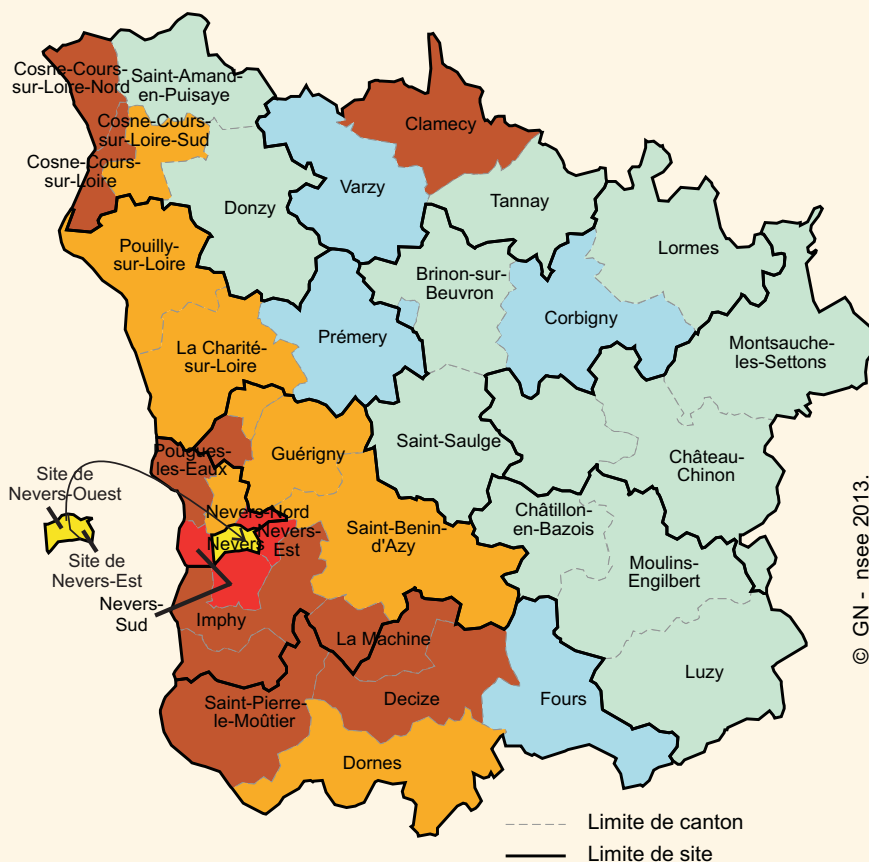 Cosne-Cours-
sur-Loire-Nord
Saint-Amand-
en-Puisaye
Cosne-Cours-
sur-Loire-Sud
Cosne-Cours-
sur-Loire
Clamecy
Varzy
Tannay
Donzy
Lormes
Pouilly-
sur-Loire
Brinon-sur-
Beuvron
Corbigny
Prémery
La Charité-
sur-Loire
Montsauche-
les-Settons
Saint-Saulge
Pougues-
les-Eaux
Guérigny
Château-
Chinon
Site de
Nevers-Ouest
Nevers-Nord
Nevers
Nevers-
Est
Saint-Benin-
d'Azy
Châtillon-
en-Bazois
Site de
Nevers-Est
Moulins-
Engilbert
Nevers-
Sud
Imphy
La Machine
Luzy
Saint-Pierre-
le-Moûtier
Decize
Fours
Dornes
© GN - nsee 2013.
Limite de canton
Limite de site